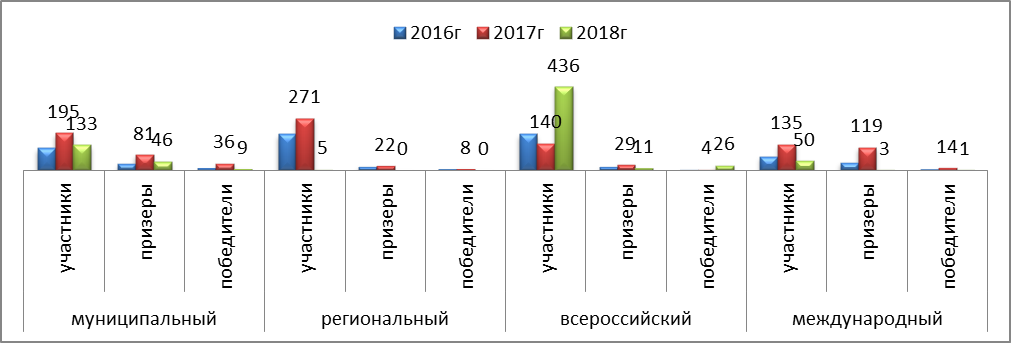 2016г 2017г 2018г
436
271
195 133 140 135 119
81 46 36 9 5 22 0 8 0 29 11 4 26 50 3 14 1
участники призеры победители участники призеры победители участники призеры победители участники призеры победители
муниципальный региональный всероссийский международный